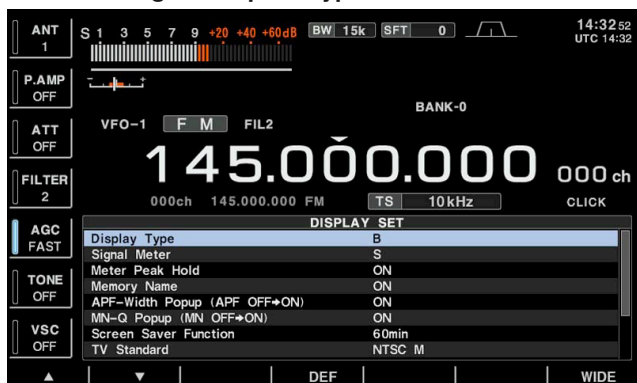 ANT
1
S 1 3 5 7 9 +20 +40 +60dB
BW 15k SFT 0
14:32 52
UTC 14:32
P.AMP
OFF
BANK-0
ATT
OFF
VFO-1 F M FIL2
145.000.000 000 ch
FILTER
2
000ch 145.000.000 FM TS 10kHz CLICK
AGC
FAST
DISPLAY SET
Display Type B
Signal Meter S
Meter Peak Hold ON
Memory Name ON
TONE
OFF
APF-Width Popup (APF OFF➔ON) ON
MN-Q Popup (MN OFF➔ON) ON
VSC
OFF
Screen Saver Function 60min
TV Standard NTSC M
▲ ▼ DEF WIDE